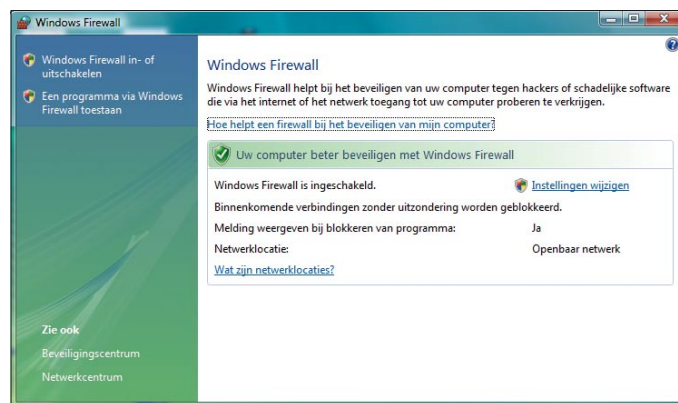 Windows Firewall
Windows Firewall in- of
uitschakelen
Een programma via Windows
Firewall toestaan
Zie ook
Beveiligingscentrum
Netwerkcentrum
Windows Firewall
Windows Firewall helpt bij het beveiligen van uw computer tegen hackers of schadelijke software
die via het internet of het netwerk toegang tot uw computer proberen te verkrijgen.
Hoe helpt een firewall bij het beveiligen van mijn computer?
Uw computer beter beveiligen met Windows Firewall
Windows Firewall is ingeschakeld. Instellingen wijzigen
Binnenkomende verbindingen zonder uitzondering worden geblokkeerd.
Melding weergeven bij blokkeren van programma: Ja
Netwerklocatie: Openbaar netwerk
Wat zijn netwerklocaties?